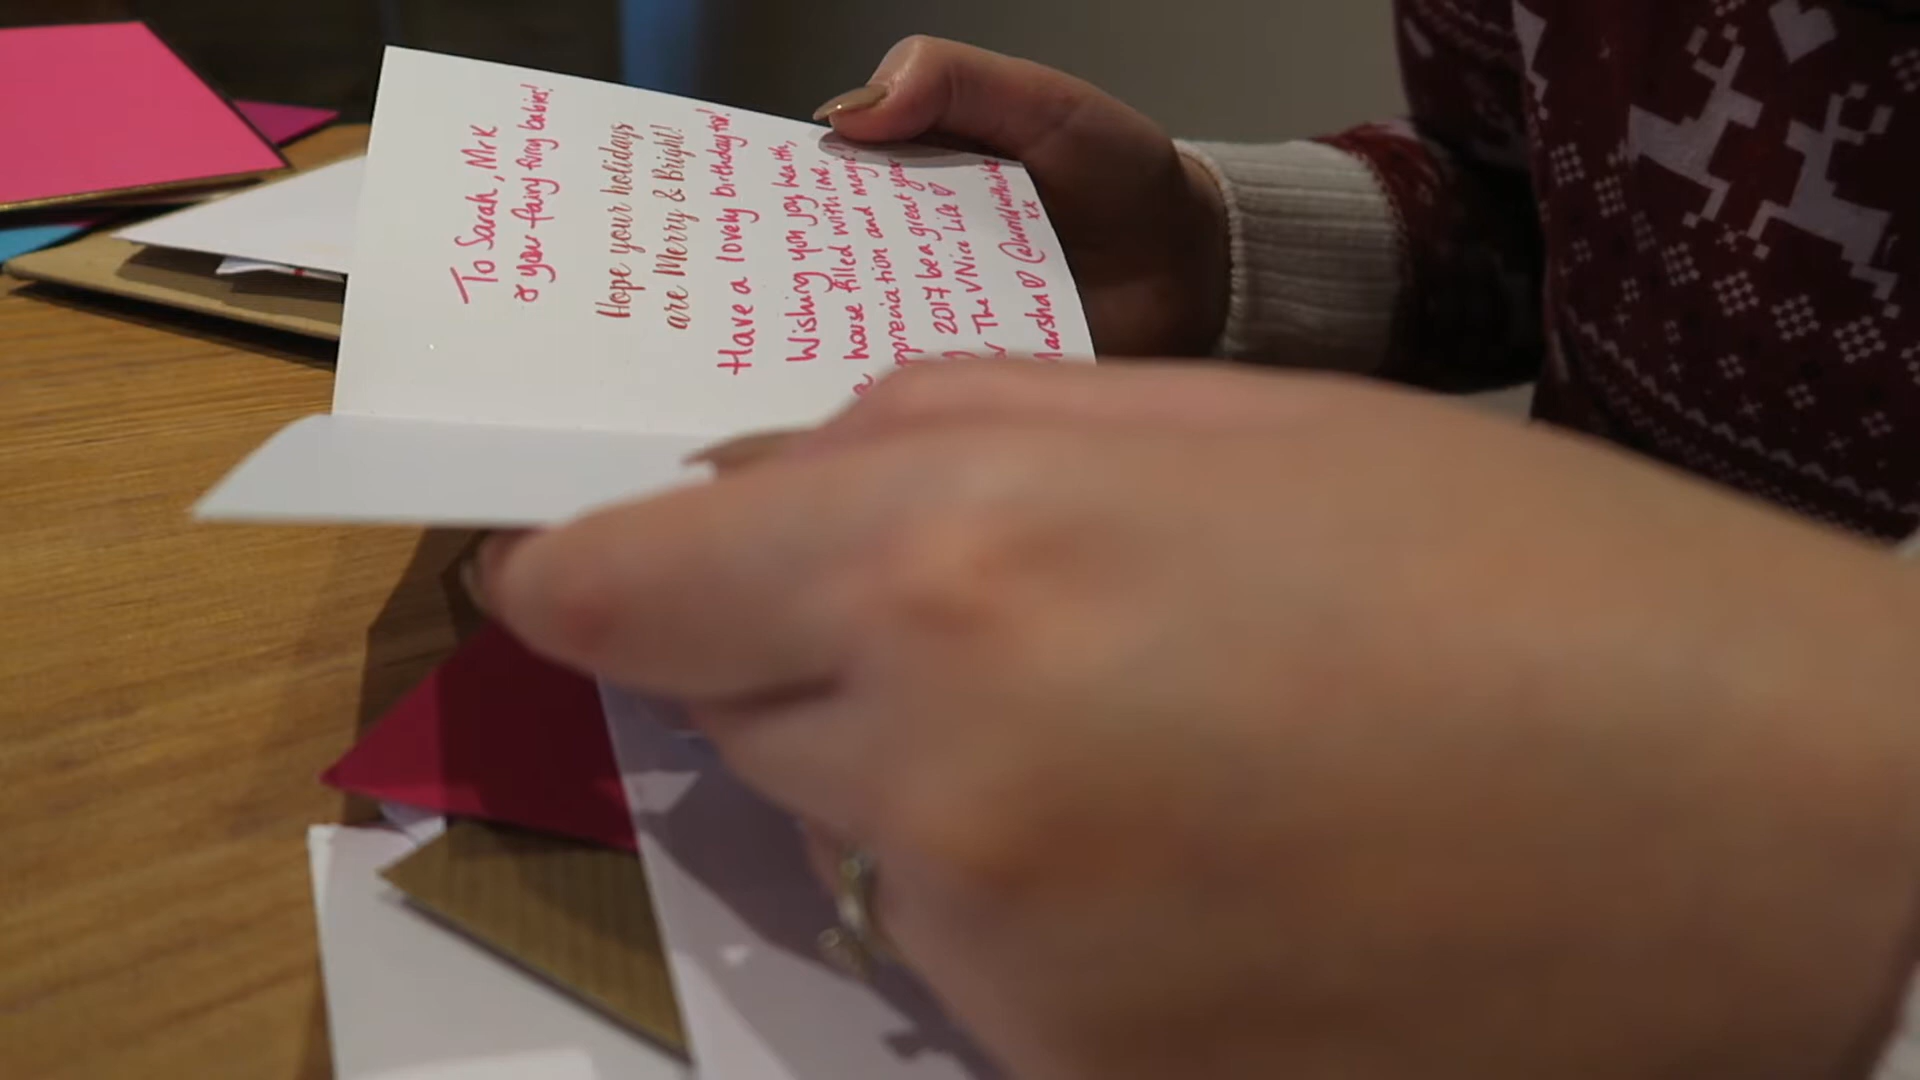 To Sarah, Mr K
& your fairy furry babies!
Hope your holidays
are Merry & Bright!
Have a lovely birthday too!
Wishing you joy, health,
a house filled with love,
appreciation and magic
2017 be a great year
The VNice Life ♡
Marsha ♡
xx